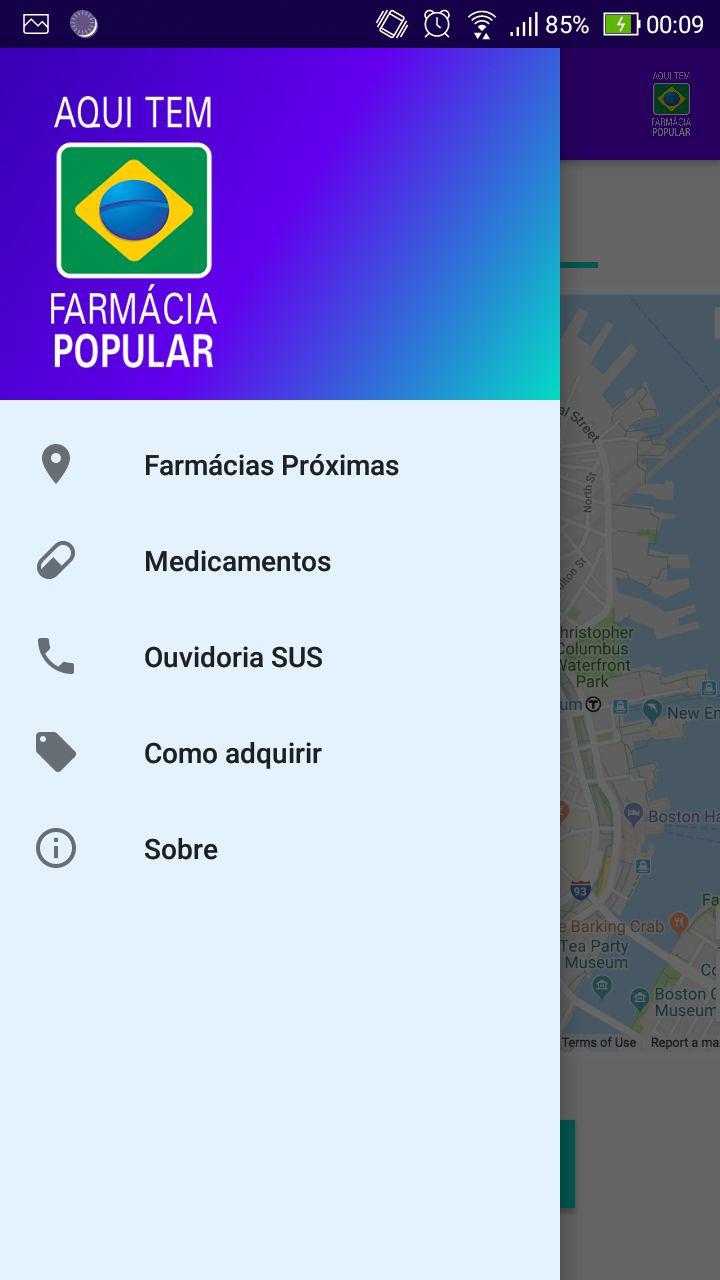 85% 00:09
AQUI TEM
FARMÁCIA
POPULAR
AQUI TEM
FARMÁCIA
POPULAR
Farmácias Próximas
Medicamentos
Ouvidoria SUS
Como adquirir
Sobre
al Street
North St
ulton St
hristopher
Columbus
Waterfront
Park
um T
New En
Boston Ha
93
Fa
e Barking Crab
Tea Party
Museum
Co
Boston C
Museum
Terms of Use Report a ma